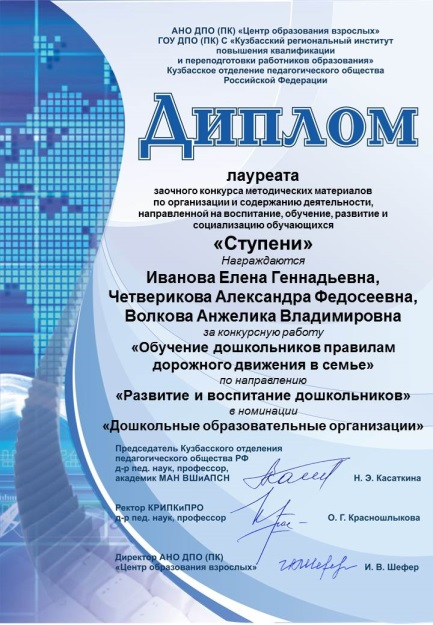 АНО ДПО (ПК) «Центр образования взрослых»
ГОУ ДПО (ПК) С «Кузбасский региональный институт
повышения квалификации
и переподготовки работников образования»
Кузбасское отделение педагогического общества
Российской Федерации
Диплом
лауреата
заочного конкурса методических материалов
по организации и содержанию деятельности,
направленной на воспитание, обучение, развитие и
социализацию обучающихся
«Ступени»
Награждаются
Иванова Елена Геннадьевна,
Четверикова Александра Федосеевна,
Волкова Анжелика Владимировна
за конкурсную работу
«Обучение дошкольников правилам
дорожного движения в семье»
по направлению
«Развитие и воспитание дошкольников»
в номинации
«Дошкольные образовательные организации»
Председатель Кузбасского отделения
педагогического общества РФ
д-р пед. наук, профессор,
академик МАН ВШиАПСН Н. Э. Касаткина
Ректор КРИПКиПРО
д-р пед. наук, профессор О. Г. Красношлыкова
Директор АНО ДПО (ПК)
«Центр образования взрослых» И. В. Шефер